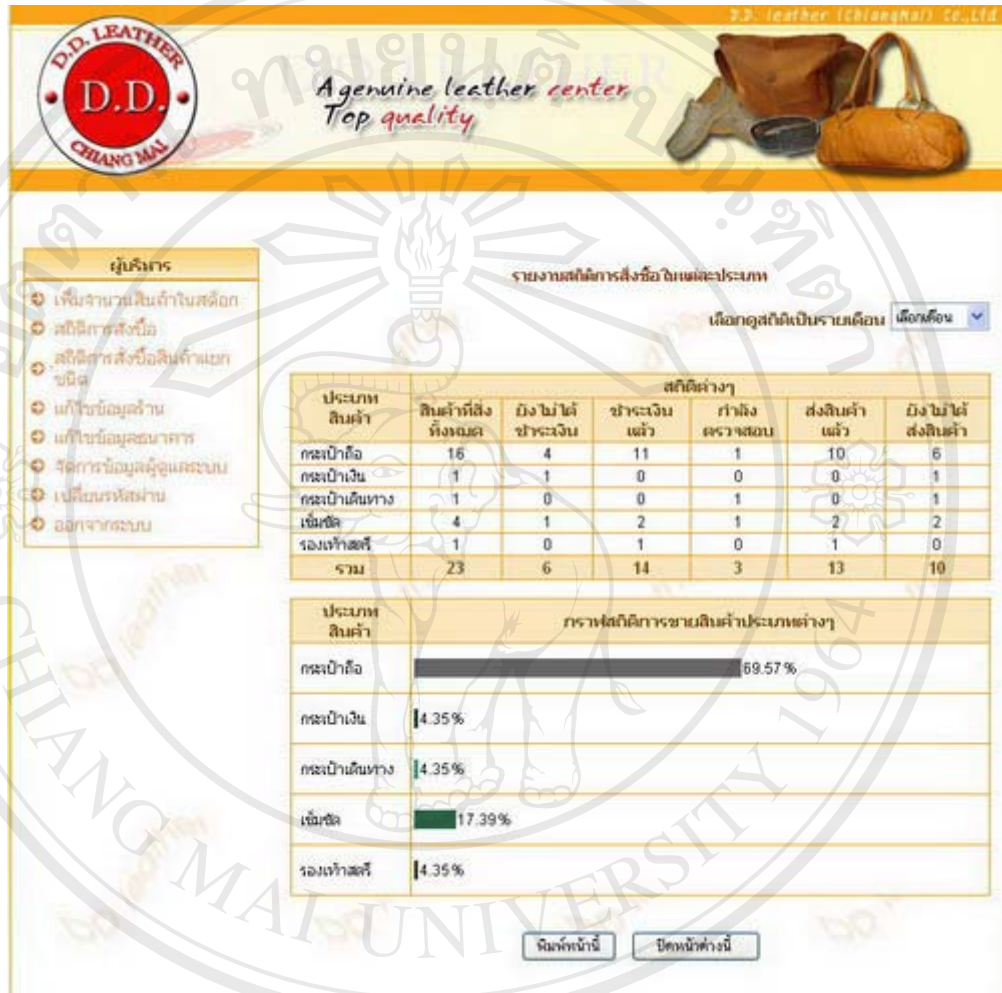 D.D. leather (ChiangMai) Co.,Ltd
D.D. LEATHER
D.D.
CHIANG MAI
A genuine leather center
Top quality
ผู้บริหาร
เพิ่มจำนวนสินค้าในสต๊อก
สถิติการสั่งซื้อ
สถิติการสั่งซื้อสินค้าแยก
ชนิด
แก้ไขข้อมูลร้าน
แก้ไขข้อมูลธนาคาร
จัดการข้อมูลผู้ดูแลระบบ
เปลี่ยนรหัสผ่าน
ออกจากระบบ
รายงานสถิติการสั่งซื้อในแต่ละประเภท
เลือกดูสถิติเป็นรายเดือน เลือกเดือน
ประเภท
สินค้า
สถิติต่างๆ
สินค้าที่สั่ง ยังไม่ได้ ชำระเงิน กำลัง ส่งสินค้า ยังไม่ได้
ทั้งหมด ชำระเงิน แล้ว ตรวจสอบ แล้ว ส่งสินค้า
กระเป๋าถือ 16 4 11 1 10 6
กระเป๋าเงิน 1 1 0 0 0 1
กระเป๋าเดินทาง 1 0 0 1 0 1
เข็มขัด 4 1 2 1 2 2
รองเท้าสตรี 1 0 1 0 1 0
รวม 23 6 14 3 13 10
ประเภท
สินค้า
กราฟสถิติการขายสินค้าประเภทต่างๆ
กระเป๋าถือ 69.57 %
กระเป๋าเงิน 4.35 %
กระเป๋าเดินทาง 4.35 %
เข็มขัด 17.39%
รองเท้าสตรี 4.35 %
พิมพ์หน้านี้ ปิดหน้าต่างนี้
CHIANG MAI UNIVERSITY 1964